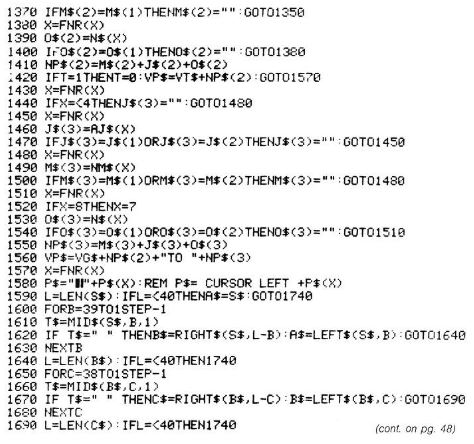 1370 IFM$(2)=M$(1)THENM$(2)="":GOTO1350
1380 X=FNR(X)
1390 O$(2)=N$(X)
1400 IFO$(2)=O$(1)THENO$(2)="":GOTO1380
1410 NP$(2)=M$(2)+J$(2)+O$(2)
1420 IFT=1THENT=0:VP$=VT$+NP$(2):GOTO1570
1430 X=FNR(X)
1440 IFX=<4THENJ$(3)="":GOTO1480
1450 X=FNR(X)
1460 J$(3)=AJ$(X)
1470 IFJ$(3)=J$(1)ORJ$(3)=J$(2)THENJ$(3)="":GOTO1450
1480 X=FNR(X)
1490 M$(3)=NM$(X)
1500 IFM$(3)=M$(1)ORM$(3)=M$(2)THENM$(3)="":GOTO1480
1510 X=FNR(X)
1520 IFX=8THENX=7
1530 O$(3)=N$(X)
1540 IFO$(3)=O$(1)ORO$(3)=O$(2)THENO$(3)="":GOTO1510
1550 NP$(3)=M$(3)+J$(3)+O$(3)
1560 VP$=VG$+NP$(2)+"TO "+NP$(3)
1570 X=FNR(X)
1580 P$="█"+P$(X):REM P$= CURSOR LEFT +P$(X)
1590 L=LEN(S$):IFL=<40THENA$=S$:GOTO1740
1600 FORB=39TO1STEP-1
1610 T$=MID$(S$,B,1)
1620 IF T$=" " THENB$=RIGHT$(S$,L-B):A$=LEFT$(S$,B):GOTO1640
1630 NEXTB
1640 L=LEN(B$):IFL=<40THEN1740
1650 FORC=38TO1STEP-1
1660 T$=MID$(B$,C,1)
1670 IF T$=" " THENC$=RIGHT$(B$,L-C):B$=LEFT$(B$,C):GOTO1690
1680 NEXTC
1690 L=LEN(C$):IFL=<40THEN1740
(cont. on pg. 48)